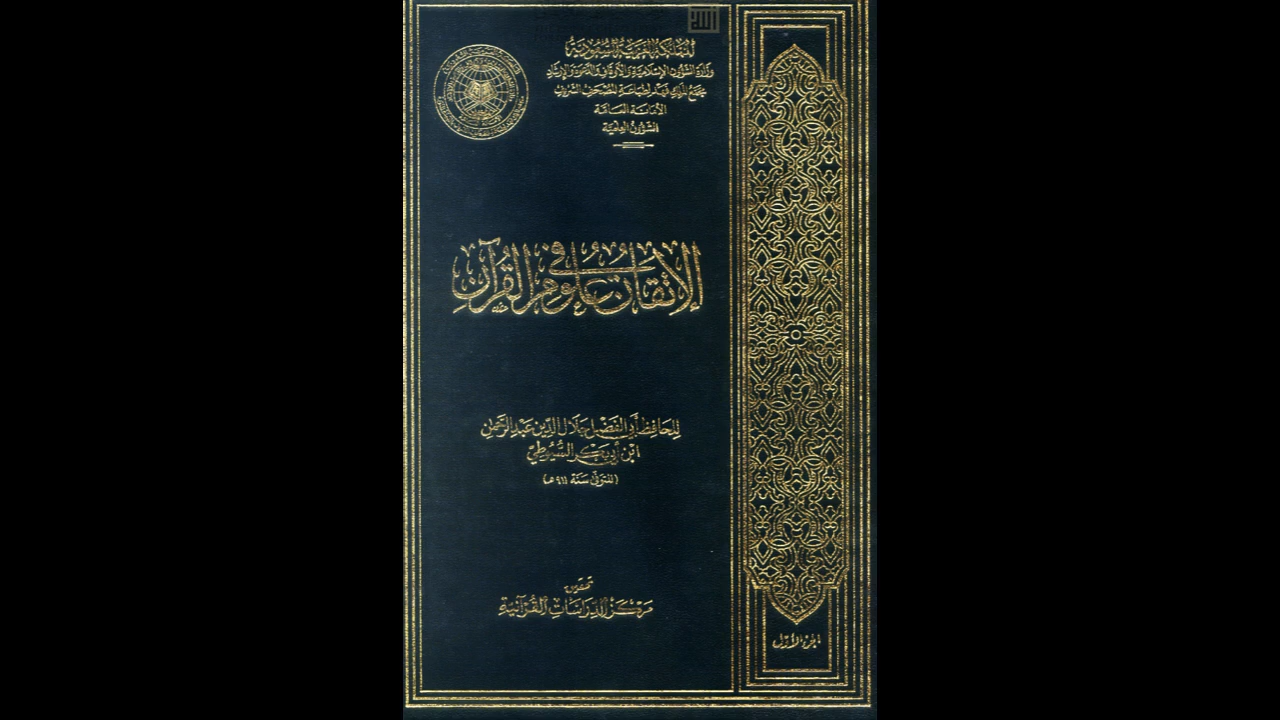 المملكة العربية السعودية
وزارة الشؤون الإسلامية والأوقاف والدعوة والإرشاد
مجمع الملك فهد لطباعة المصحف الشريف
الأمانة العامة
الشؤون العلمية
الإتقان في علوم القرآن
للحافظ أبي الفضل جلال الدين عبد الرحمن
ابن أبي بكر السيوطي
(المتوفى سنة ٩١١ هـ)
تحقيق
مركز الدراسات القرآنية
الجزء الأول